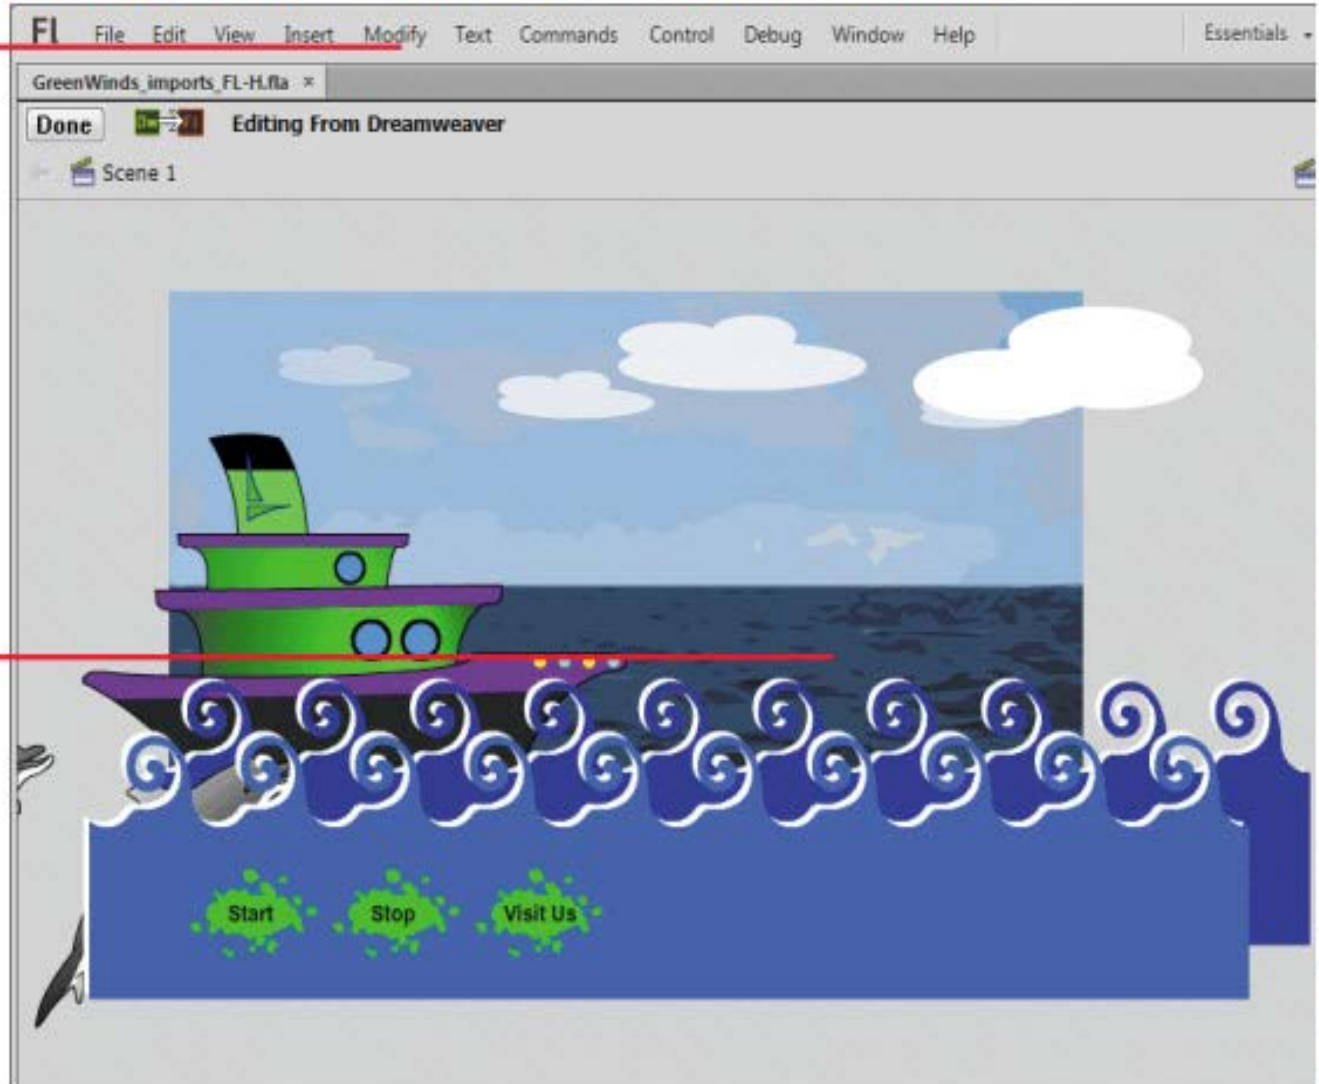 Fl File Edit View Insert Modify Text Commands Control Debug Window Help Essentials
GreenWinds_imports_FL-H.fla ×
Done Editing From Dreamweaver
Scene 1
Start Stop Visit Us